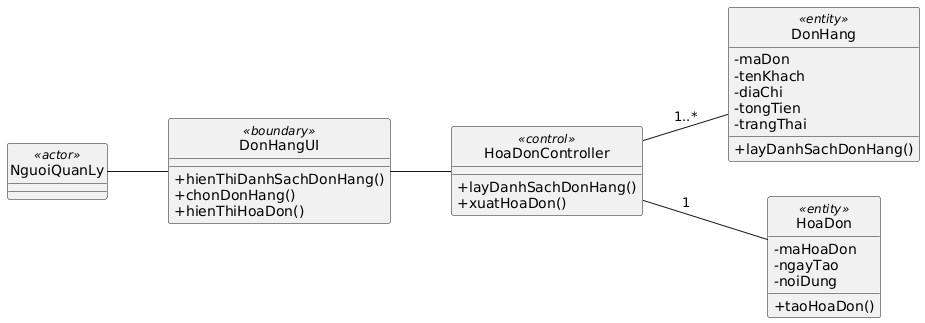 «actor»
NguoiQuanLy
«boundary»
DonHangUI
+hienThiDanhSachDonHang()
+chonDonHang()
+hienThiHoaDon()
«control»
HoaDonController
+layDanhSachDonHang()
+xuatHoaDon()
1..*
1
«entity»
DonHang
-maDon
-tenKhach
-diaChi
-tongTien
-trangThai
+layDanhSachDonHang()
«entity»
HoaDon
-maHoaDon
-ngayTao
-noiDung
+taoHoaDon()